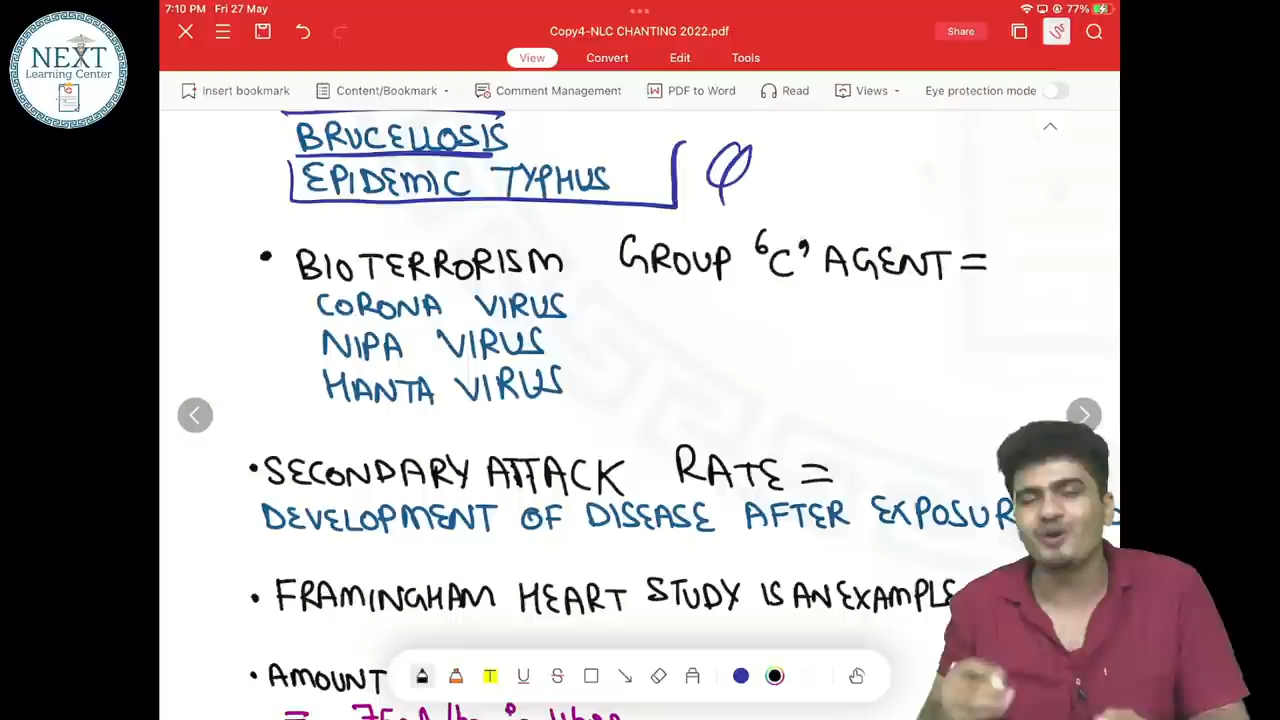 7:10 PM Fri 27 May
77%
NEXT
Learning Center
Copy4-NLC CHANTING 2022.pdf
Share
View Convert Edit Tools
Insert bookmark Content/Bookmark Comment Management PDF to Word Read Views Eye protection mode
BRUCELLOSIS
EPIDEMIC TYPHUS
• BIOTERRORISM GROUP 'C' AGENT =
CORONA VIRUS
NIPA VIRUS
HANTA VIRUS
• SECONDARY ATTACK RATE =
DEVELOPMENT OF DISEASE AFTER EXPOSUR
• FRAMINGHAM HEART STUDY IS AN EXAMPLE
• AMOUNT